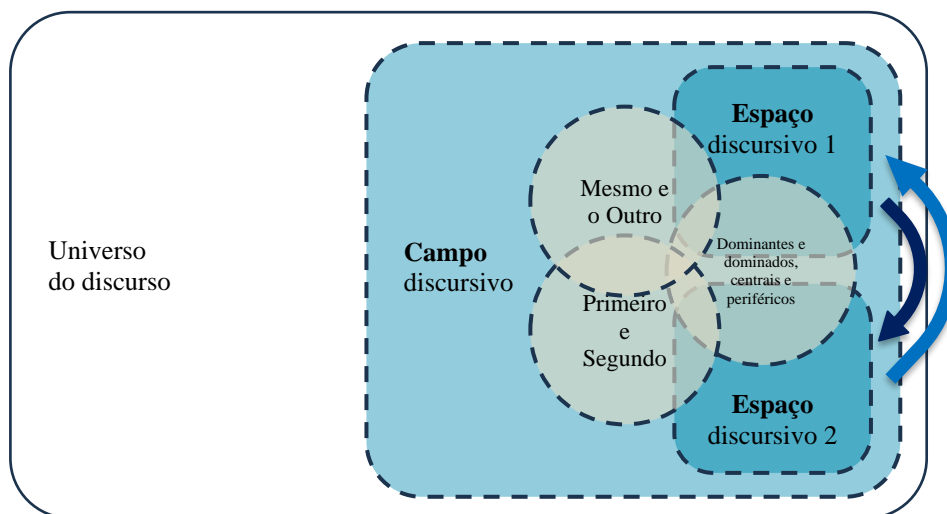 Universo
do discurso
Campo
discursivo
Mesmo e
o Outro
Primeiro
e
Segundo
Espaço
discursivo 1
Dominantes e
dominados,
centrais e
periféricos
Espaço
discursivo 2